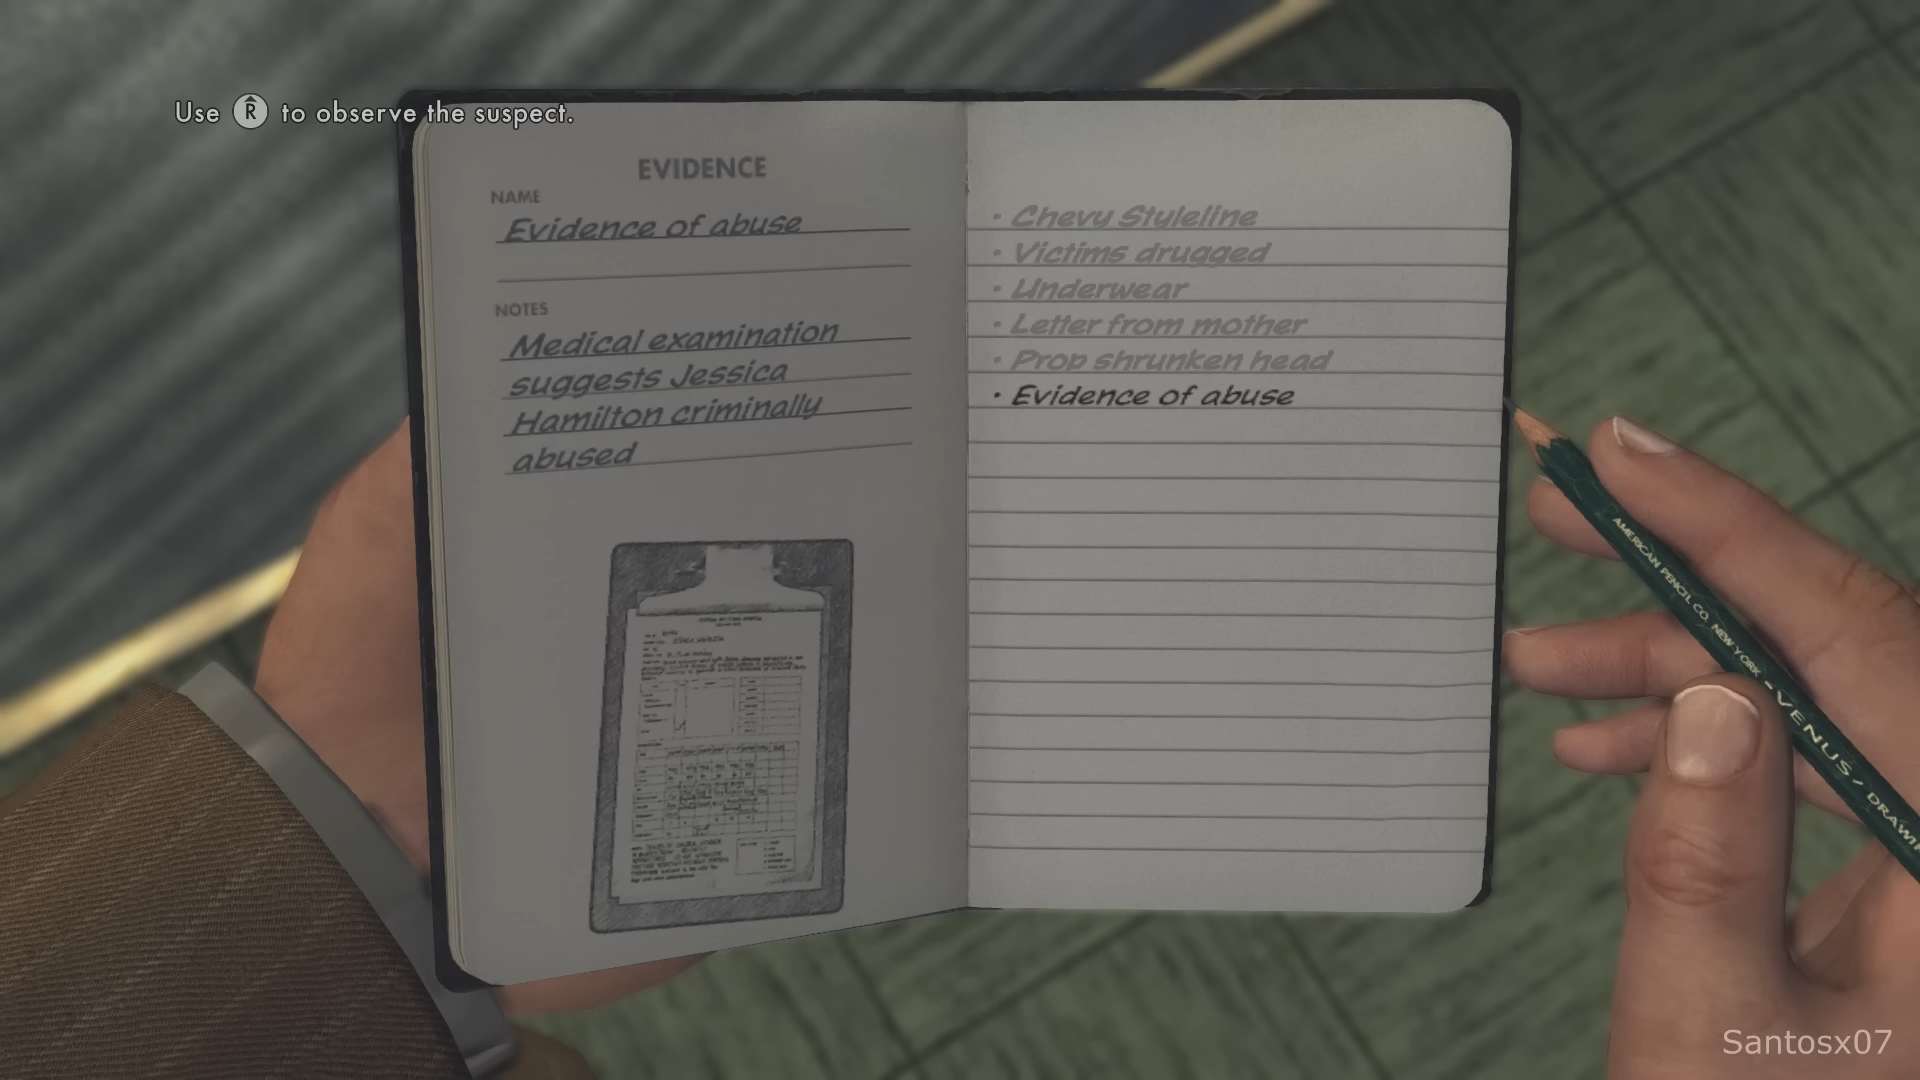 Use R to observe the suspect.
EVIDENCE
NAME
Evidence of abuse
NOTES
Medical examination
suggests Jessica
Hamilton criminally
abused
• Chevy Styleline
• Victims drugged
• Underwear
• Letter from mother
• Prop shrunken head
• Evidence of abuse
AMERICAN PENCIL CO. NEW YORK
VENUS
Santosx07